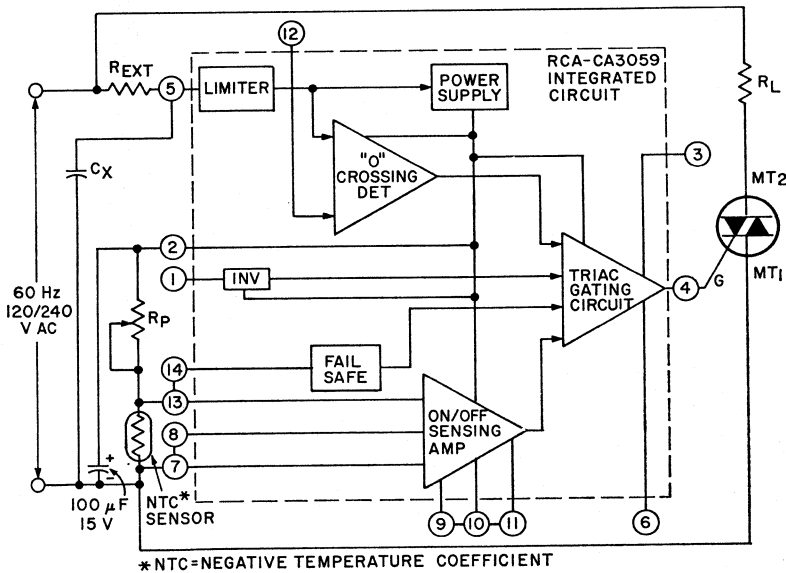 12
RCA-CA3059
INTEGRATED
CIRCUIT
REXT
5
LIMITER
POWER
SUPPLY
RL
CX
"O"
CROSSING
DET
3
MT2
2
1
INV
TRIAC
GATING
CIRCUIT
4
G
MT1
60 Hz
120/240
V AC
RP
14
FAIL
SAFE
13
8
7
ON/OFF
SENSING
AMP
+
-
100 µF
15 V
NTC*
SENSOR
9
10
11
6
*NTC=NEGATIVE TEMPERATURE COEFFICIENT